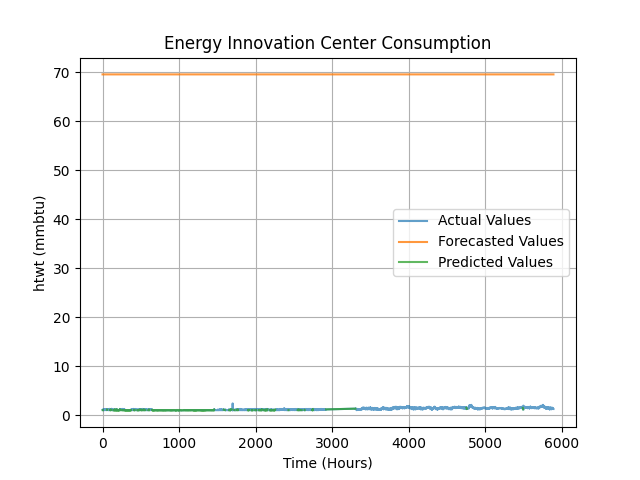 Energy Innovation Center Consumption
htwt (mmbtu)
70
60
50
40
30
20
10
0
Actual Values
Forecasted Values
Predicted Values
0 1000 2000 3000 4000 5000 6000
Time (Hours)